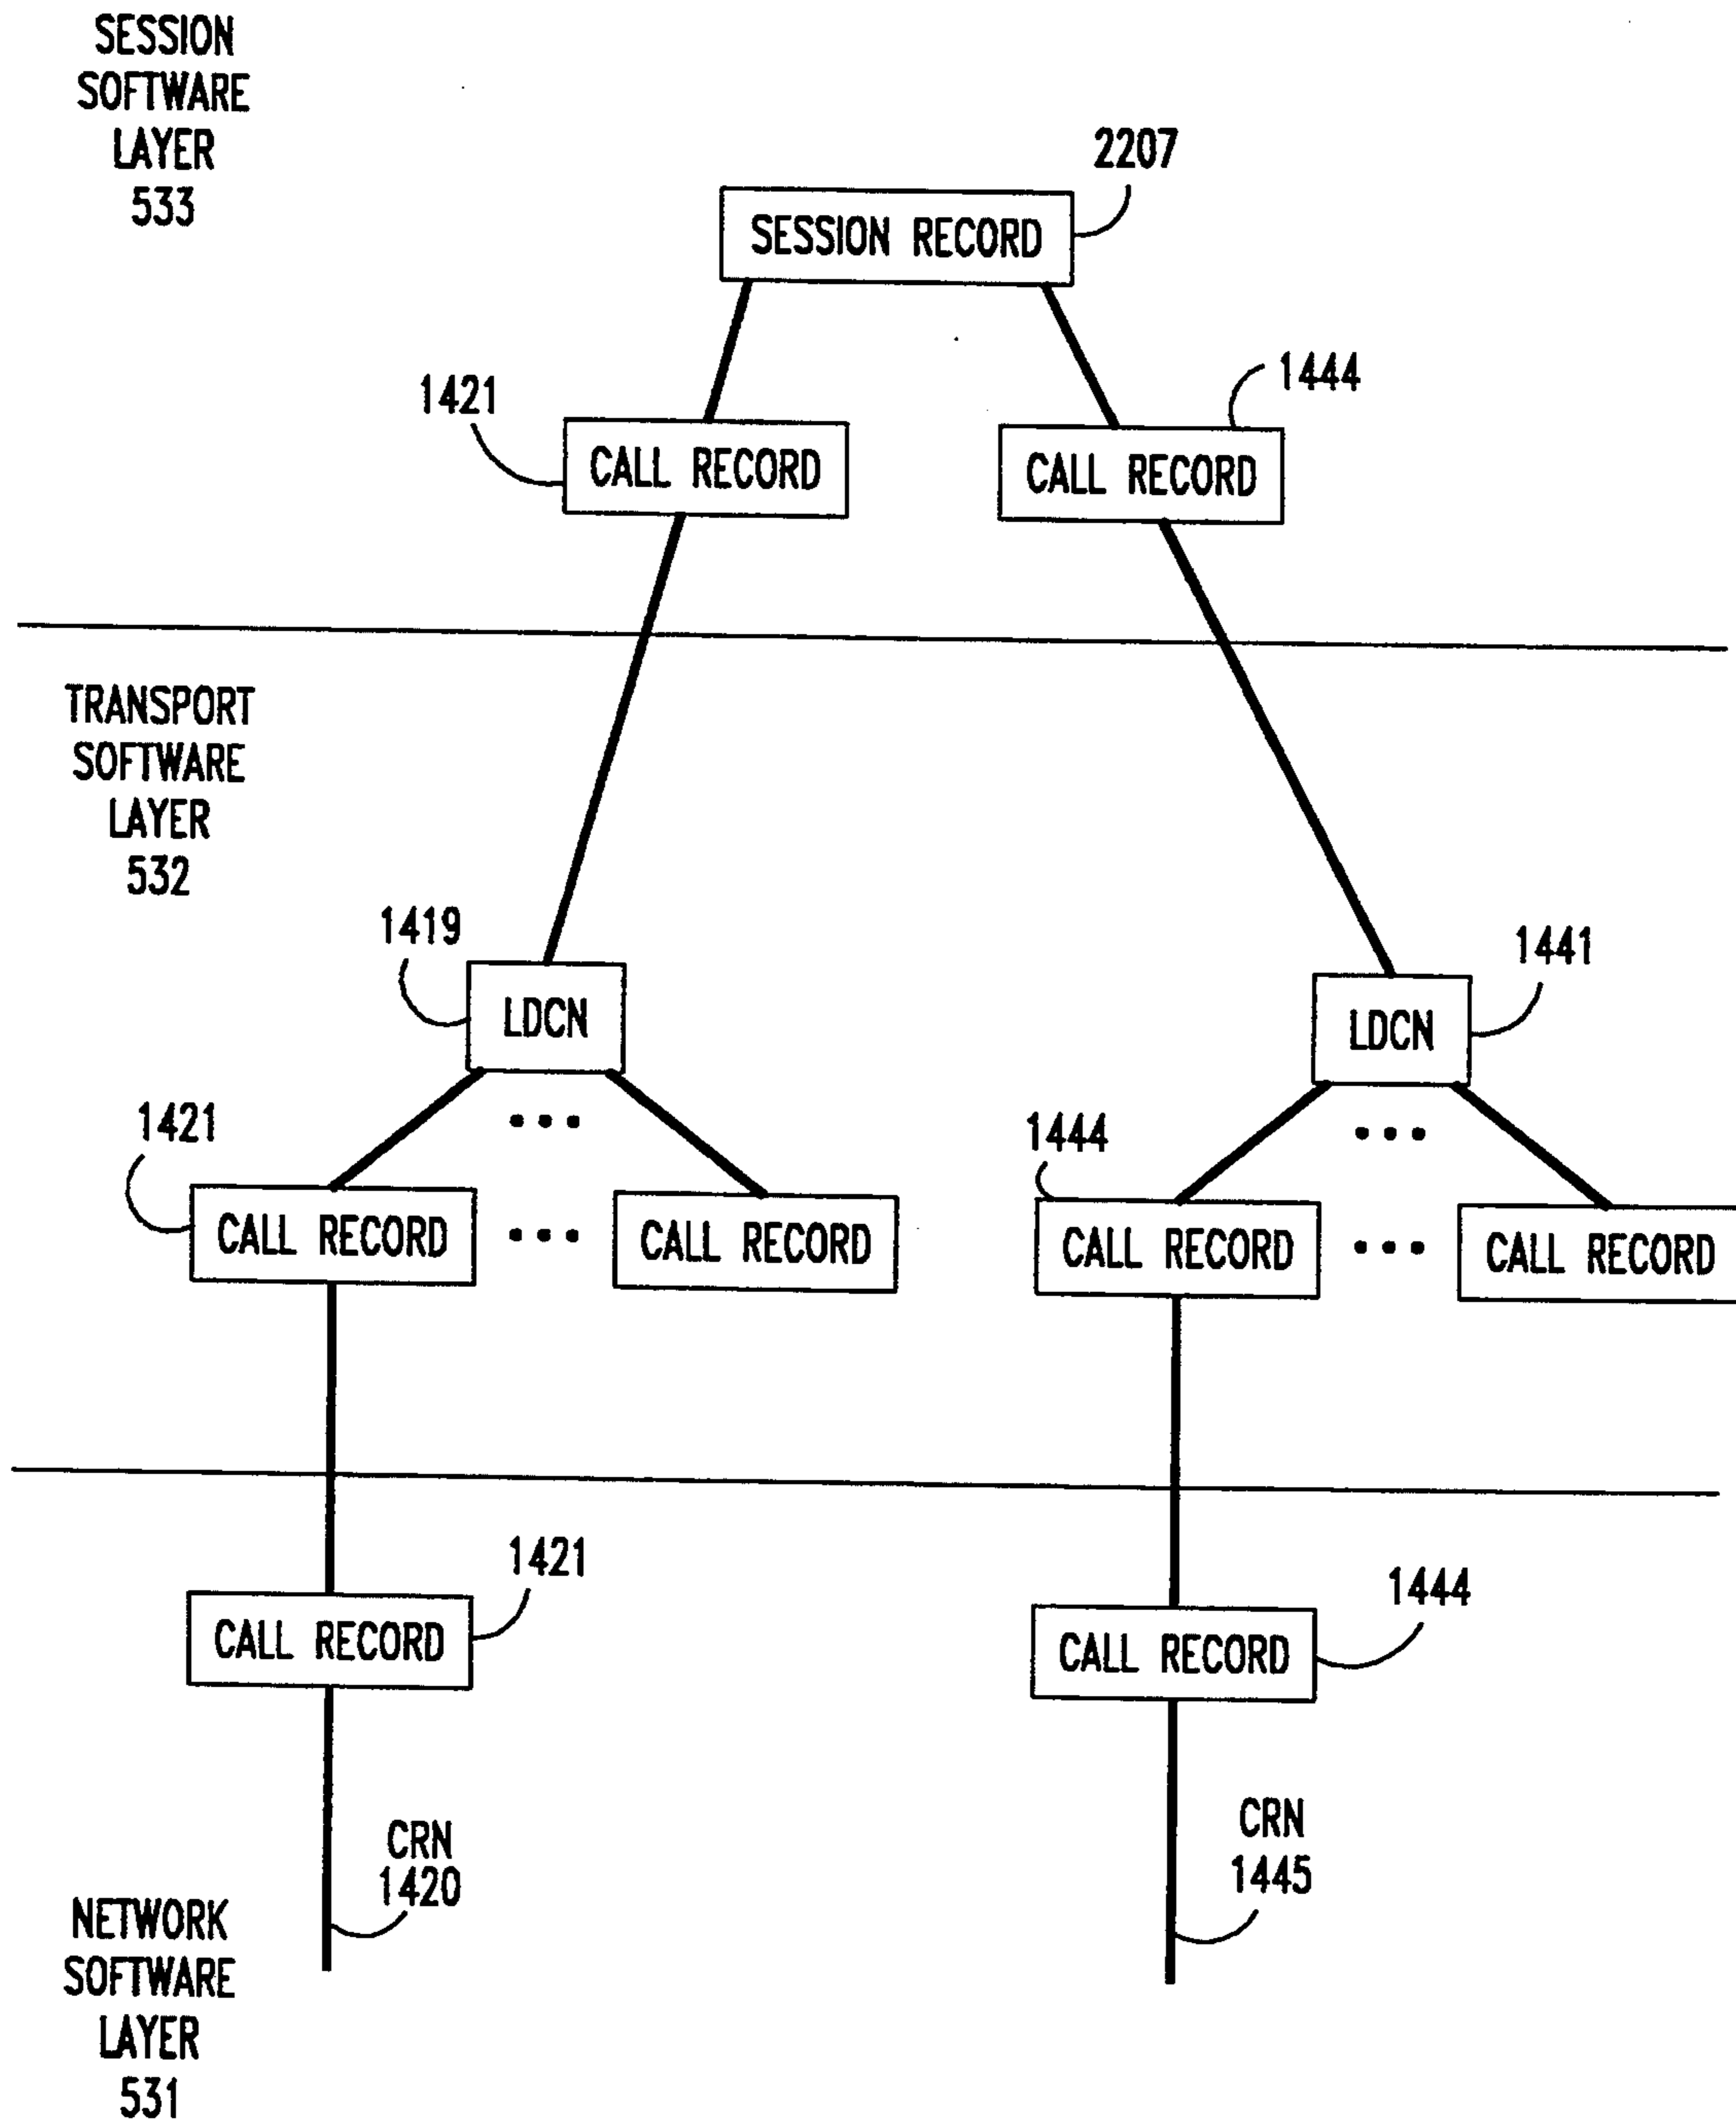 SESSION
SOFTWARE
LAYER
533
2207
SESSION RECORD
1421
1444
CALL RECORD
CALL RECORD
TRANSPORT
SOFTWARE
LAYER
532
1419
1441
LDCN
LDCN
1421
1444
CALL RECORD
CALL RECORD
CALL RECORD
CALL RECORD
1421
1444
CALL RECORD
CALL RECORD
CRN
1420
CRN
1445
NETWORK
SOFTWARE
LAYER
531